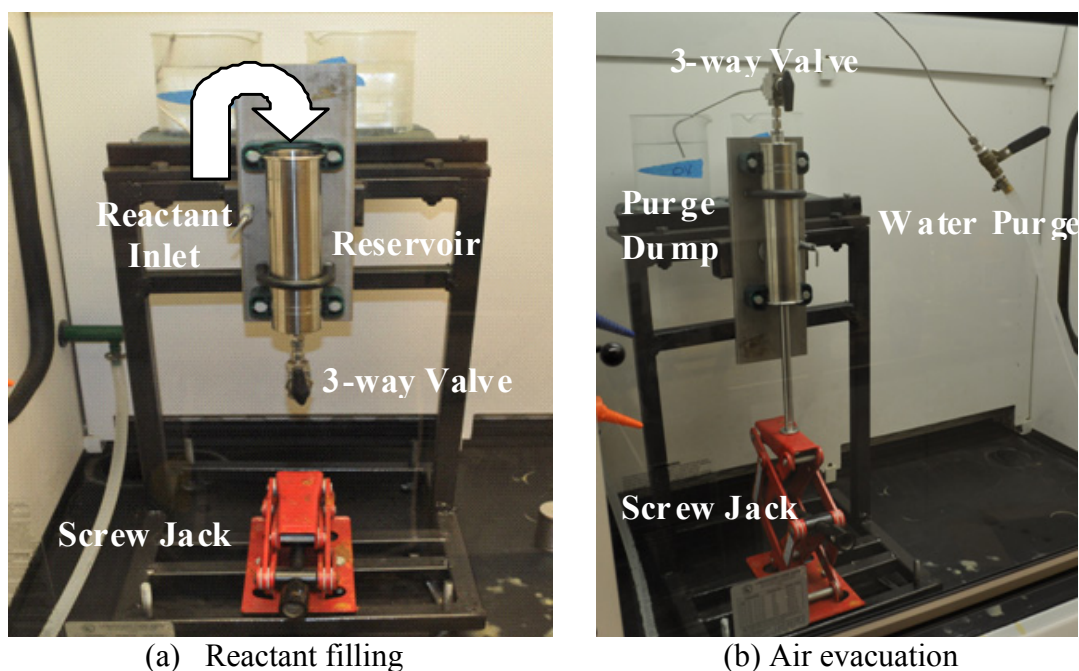 Reactant
Inlet
Reservoir
3-way Valve
Screw Jack
(a) Reactant filling
3-way Valve
Purge
Dump
Water Purge
Screw Jack
(b) Air evacuation